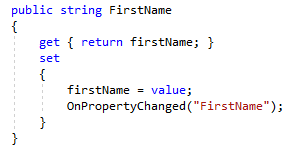 public string FirstName
{
    get { return firstName; }
    set
    {
        firstName = value;
        OnPropertyChanged("FirstName");
    }
}